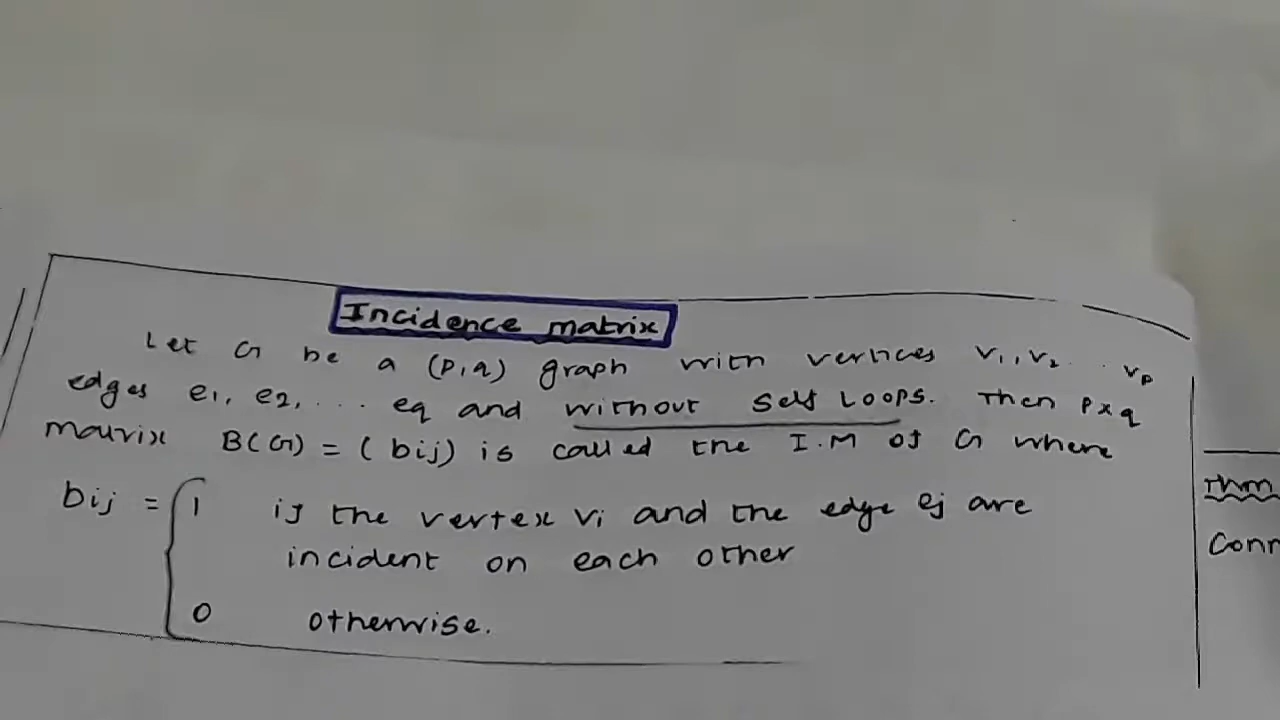 Incidence matrix
Let G be a (p,q) graph with vertices v1, v2 ... vp
edges e1, e2, ... eq and without self loops. Then p x q
matrix B(G) = (bij) is called the I.M of G where
bij = { 1 if the vertex vi and the edge ej are
incident on each other
0 otherwise.
Thm
Conn